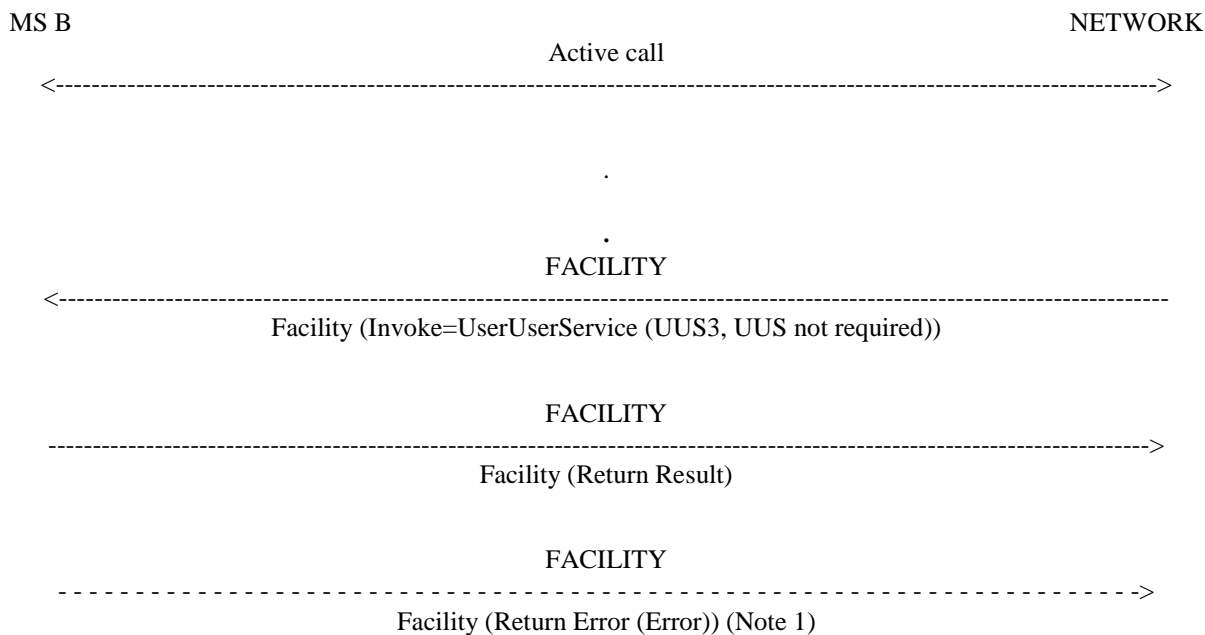 MS B NETWORK
Active call
<------------------------------------------------------------------------------------------------------------------------------>
.
.
FACILITY
<-------------------------------------------------------------------------------------------------------------------------------
Facility (Invoke=UserUserService (UUS3, UUS not required))
FACILITY
------------------------------------------------------------------------------------------------------------------------------>
Facility (Return Result)
FACILITY
- - - - - - - - - - - - - - - - - - - - - - - - - - - - - - - - - - - - - - - - - - - - - - - - - - - - - - - - - - - - - - - - - - - - - ->
Facility (Return Error (Error)) (Note 1)